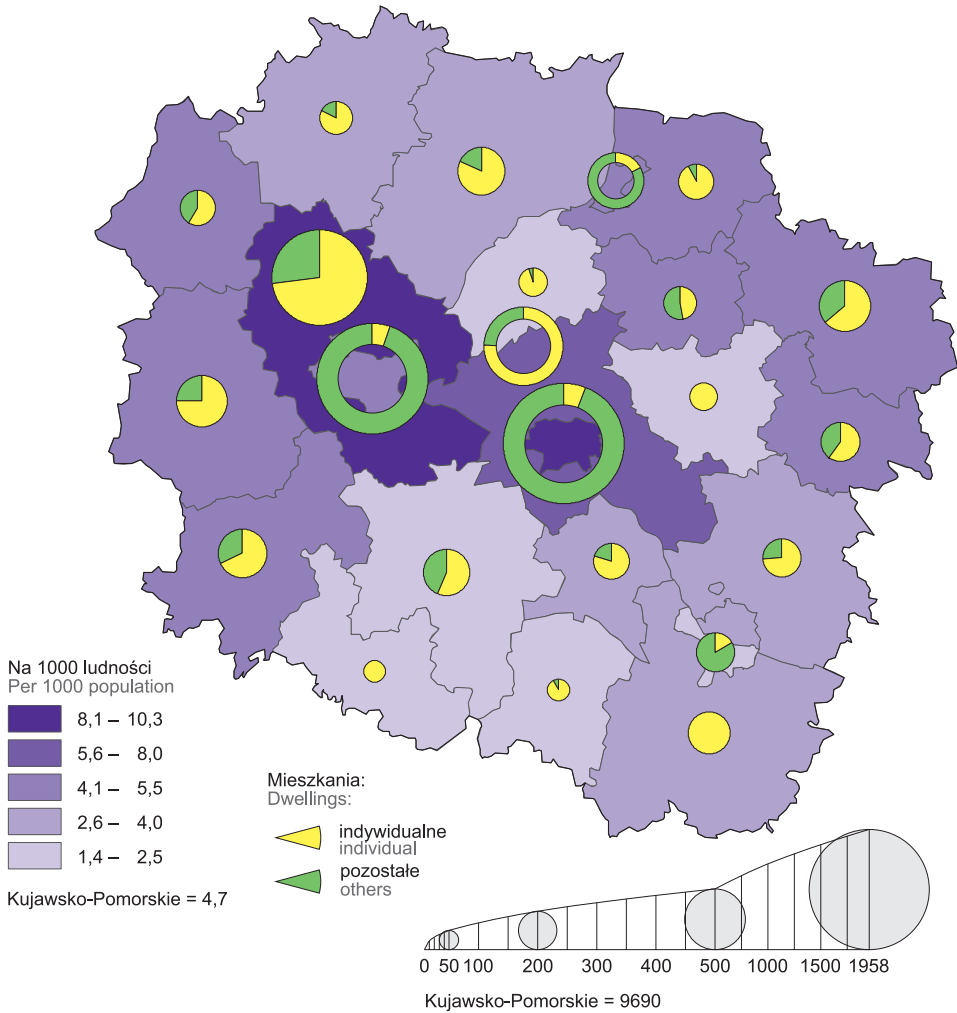 Na 1000 ludności
Per 1000 population
8,1 – 10,3
5,6 – 8,0
4,1 – 5,5
2,6 – 4,0
1,4 – 2,5
Kujawsko-Pomorskie = 4,7
Mieszkania:
Dwellings:
indywidualne
individual
pozostałe
others
0 50 100 200 300 400 500 1000 1500 1958
Kujawsko-Pomorskie = 9690